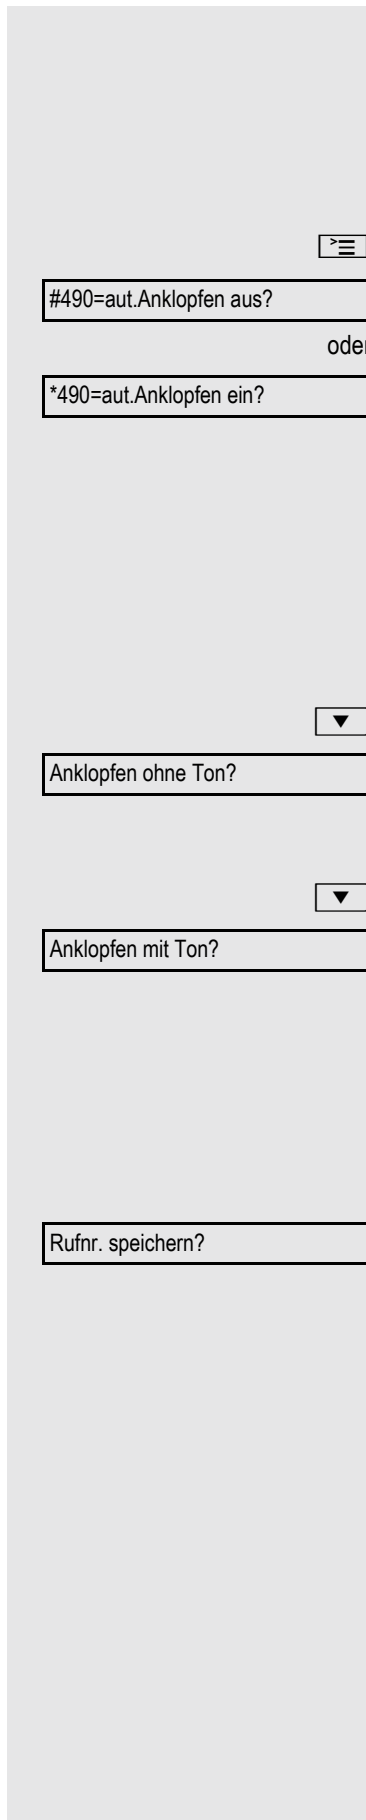 #490=aut.Anklopfen aus?
oder
*490=aut.Anklopfen ein?
Anklopfen ohne Ton?
Anklopfen mit Ton?
Rufnr. speichern?